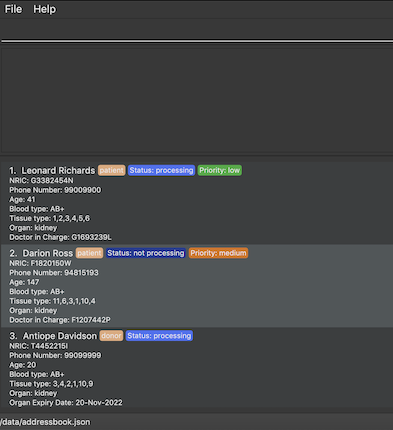 File Help
1. Leonard Richards patient Status: processing Priority: low
NRIC: G3382454N
Phone Number: 99009900
Age: 41
Blood type: AB+
Tissue type: 1,2,3,4,5,6
Organ: kidney
Doctor in Charge: G1693239L
2. Darion Ross patient Status: not processing Priority: medium
NRIC: F1820150W
Phone Number: 94815193
Age: 147
Blood type: AB+
Tissue type: 11,6,3,1,10,4
Organ: kidney
Doctor in Charge: F1207442P
3. Antiope Davidson donor Status: processing
NRIC: T4452215I
Phone Number: 99099999
Age: 20
Blood type: AB+
Tissue type: 3,4,2,1,10,9
Organ: kidney
Organ Expiry Date: 20-Nov-2022
/data/addressbook.json